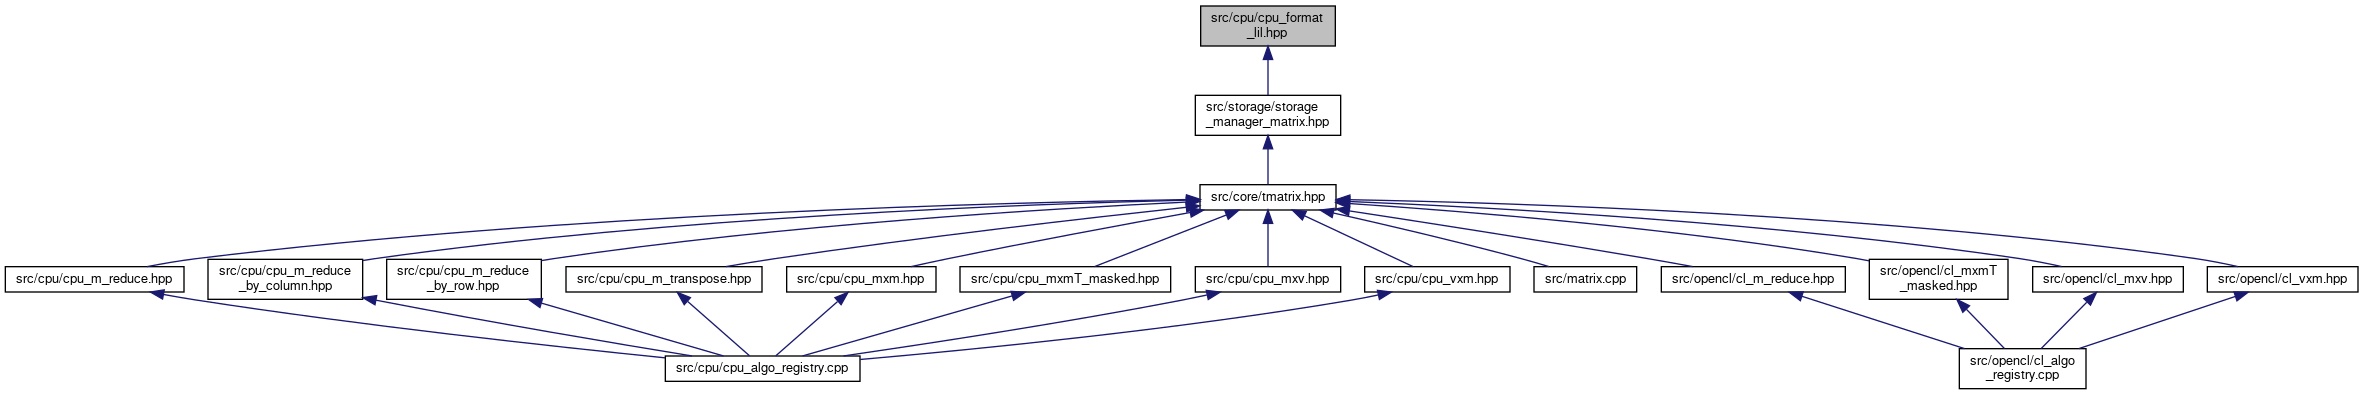 src/cpu/cpu_format
_lil.hpp
src/storage/storage
_manager_matrix.hpp
src/core/tmatrix.hpp
src/cpu/cpu_m_reduce.hpp
src/cpu/cpu_m_reduce
_by_column.hpp
src/cpu/cpu_m_reduce
_by_row.hpp
src/cpu/cpu_m_transpose.hpp
src/cpu/cpu_mxm.hpp
src/cpu/cpu_mxmT_masked.hpp
src/cpu/cpu_mxv.hpp
src/cpu/cpu_vxm.hpp
src/matrix.cpp
src/opencl/cl_m_reduce.hpp
src/opencl/cl_mxmT
_masked.hpp
src/opencl/cl_mxv.hpp
src/opencl/cl_vxm.hpp
src/cpu/cpu_algo_registry.cpp
src/opencl/cl_algo
_registry.cpp